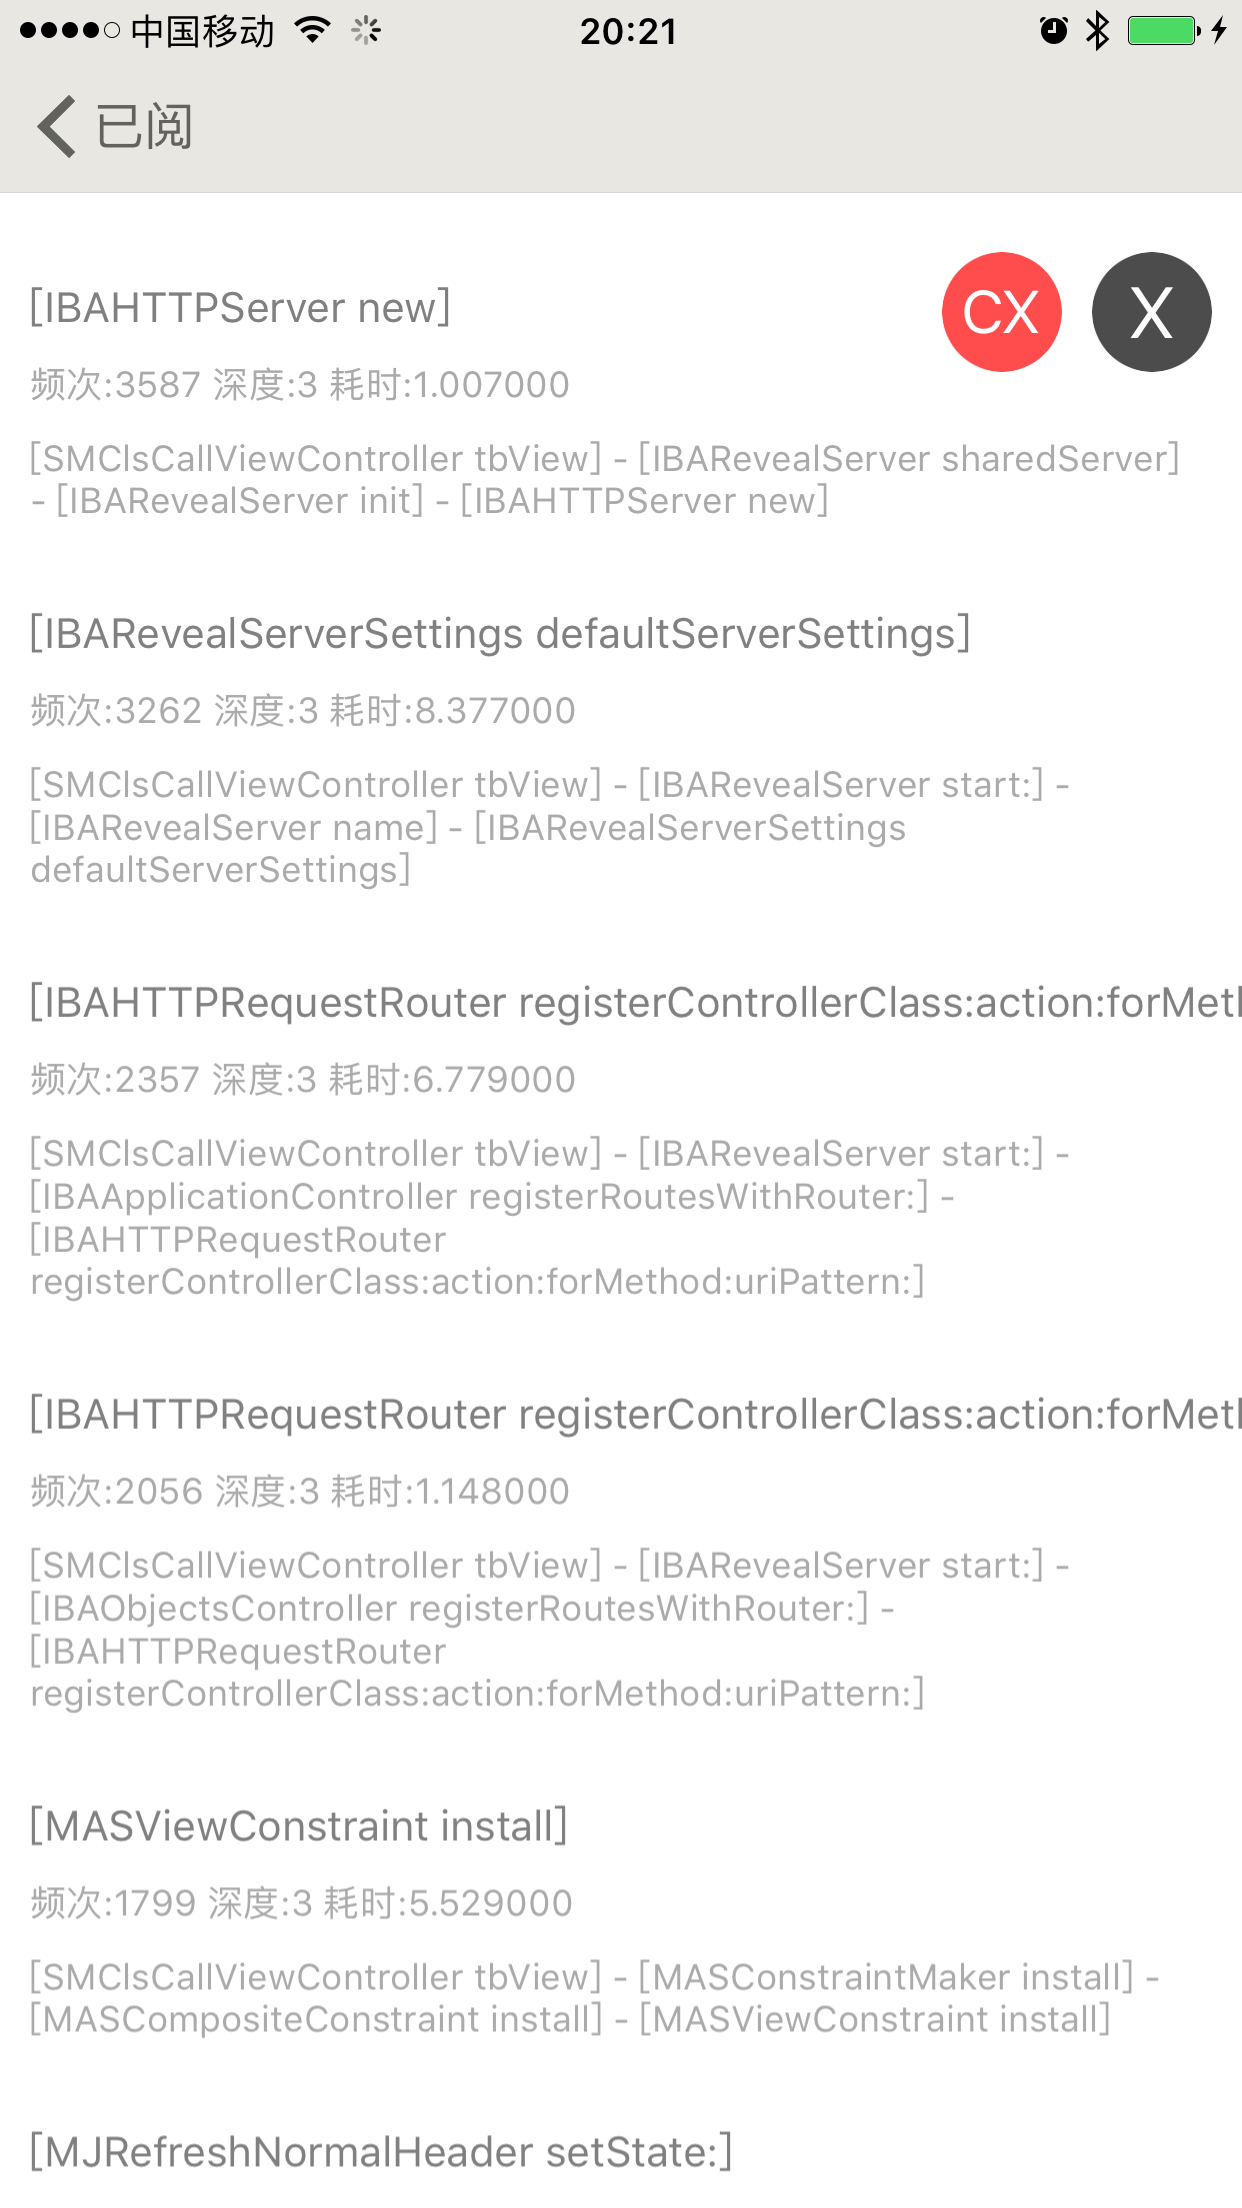 中国移动 20:21
已阅
[IBAHTTPServer new]
CX X
频次:3587 深度:3 耗时:1.007000
[SMClsCallViewController tbView] - [IBARevealServer sharedServer]
- [IBARevealServer init] - [IBAHTTPServer new]
[IBARevealServerSettings defaultServerSettings]
频次:3262 深度:3 耗时:8.377000
[SMClsCallViewController tbView] - [IBARevealServer start:] -
[IBARevealServer name] - [IBARevealServerSettings
defaultServerSettings]
[IBAHTTPRequestRouter registerControllerClass:action:forMeth
频次:2357 深度:3 耗时:6.779000
[SMClsCallViewController tbView] - [IBARevealServer start:] -
[IBAApplicationController registerRoutesWithRouter:] -
[IBAHTTPRequestRouter
registerControllerClass:action:forMethod:uriPattern:]
[IBAHTTPRequestRouter registerControllerClass:action:forMeth
频次:2056 深度:3 耗时:1.148000
[SMClsCallViewController tbView] - [IBARevealServer start:] -
[IBAObjectsController registerRoutesWithRouter:] -
[IBAHTTPRequestRouter
registerControllerClass:action:forMethod:uriPattern:]
[MASViewConstraint install]
频次:1799 深度:3 耗时:5.529000
[SMClsCallViewController tbView] - [MASConstraintMaker install] -
[MASCompositeConstraint install] - [MASViewConstraint install]
[MJRefreshNormalHeader setState:]